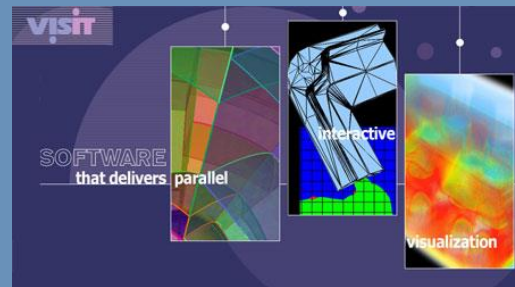 VISIT
SOFTWARE
that delivers parallel
interactive
visualization